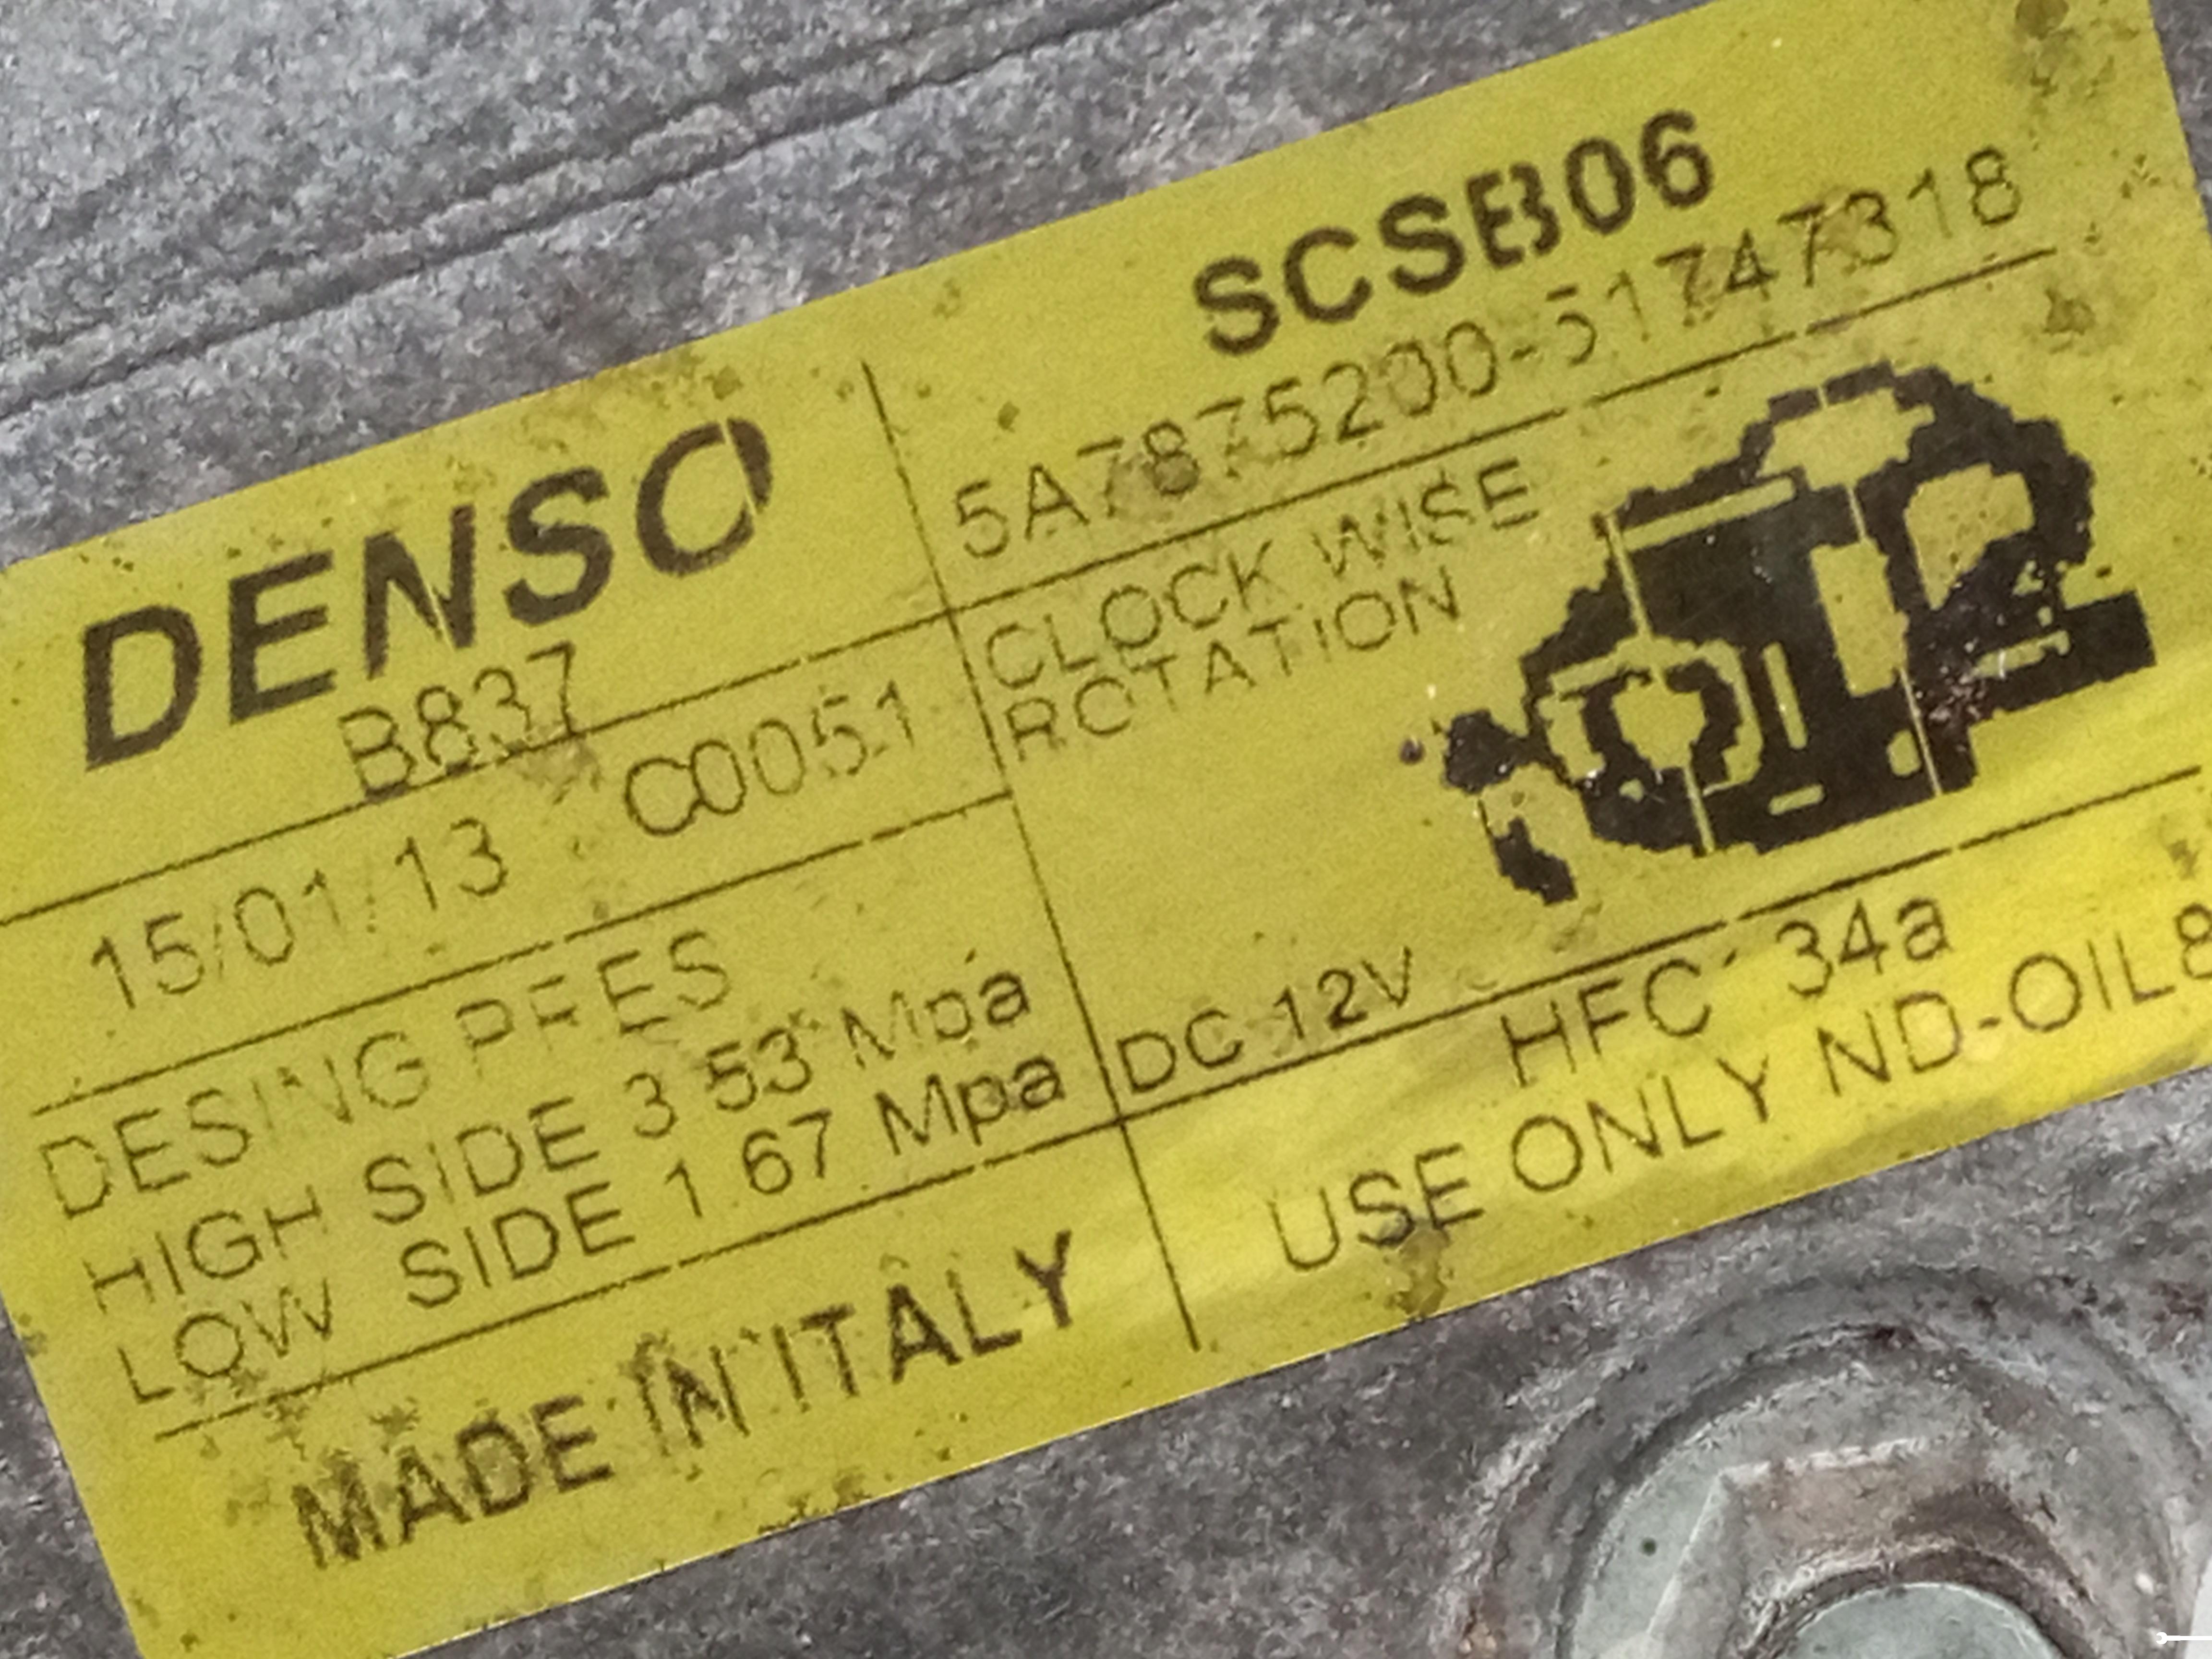 DENSO
B837
15/01/13 C0051
DESING PRES
HIGH SIDE 3 53 Mpa
LOW SIDE 1 67 Mpa
MADE IN ITALY
SCSB06
5A7875200-51747318
CLOCK WISE
ROTATION
DC 12V
HFC 34a
USE ONLY ND-OIL8